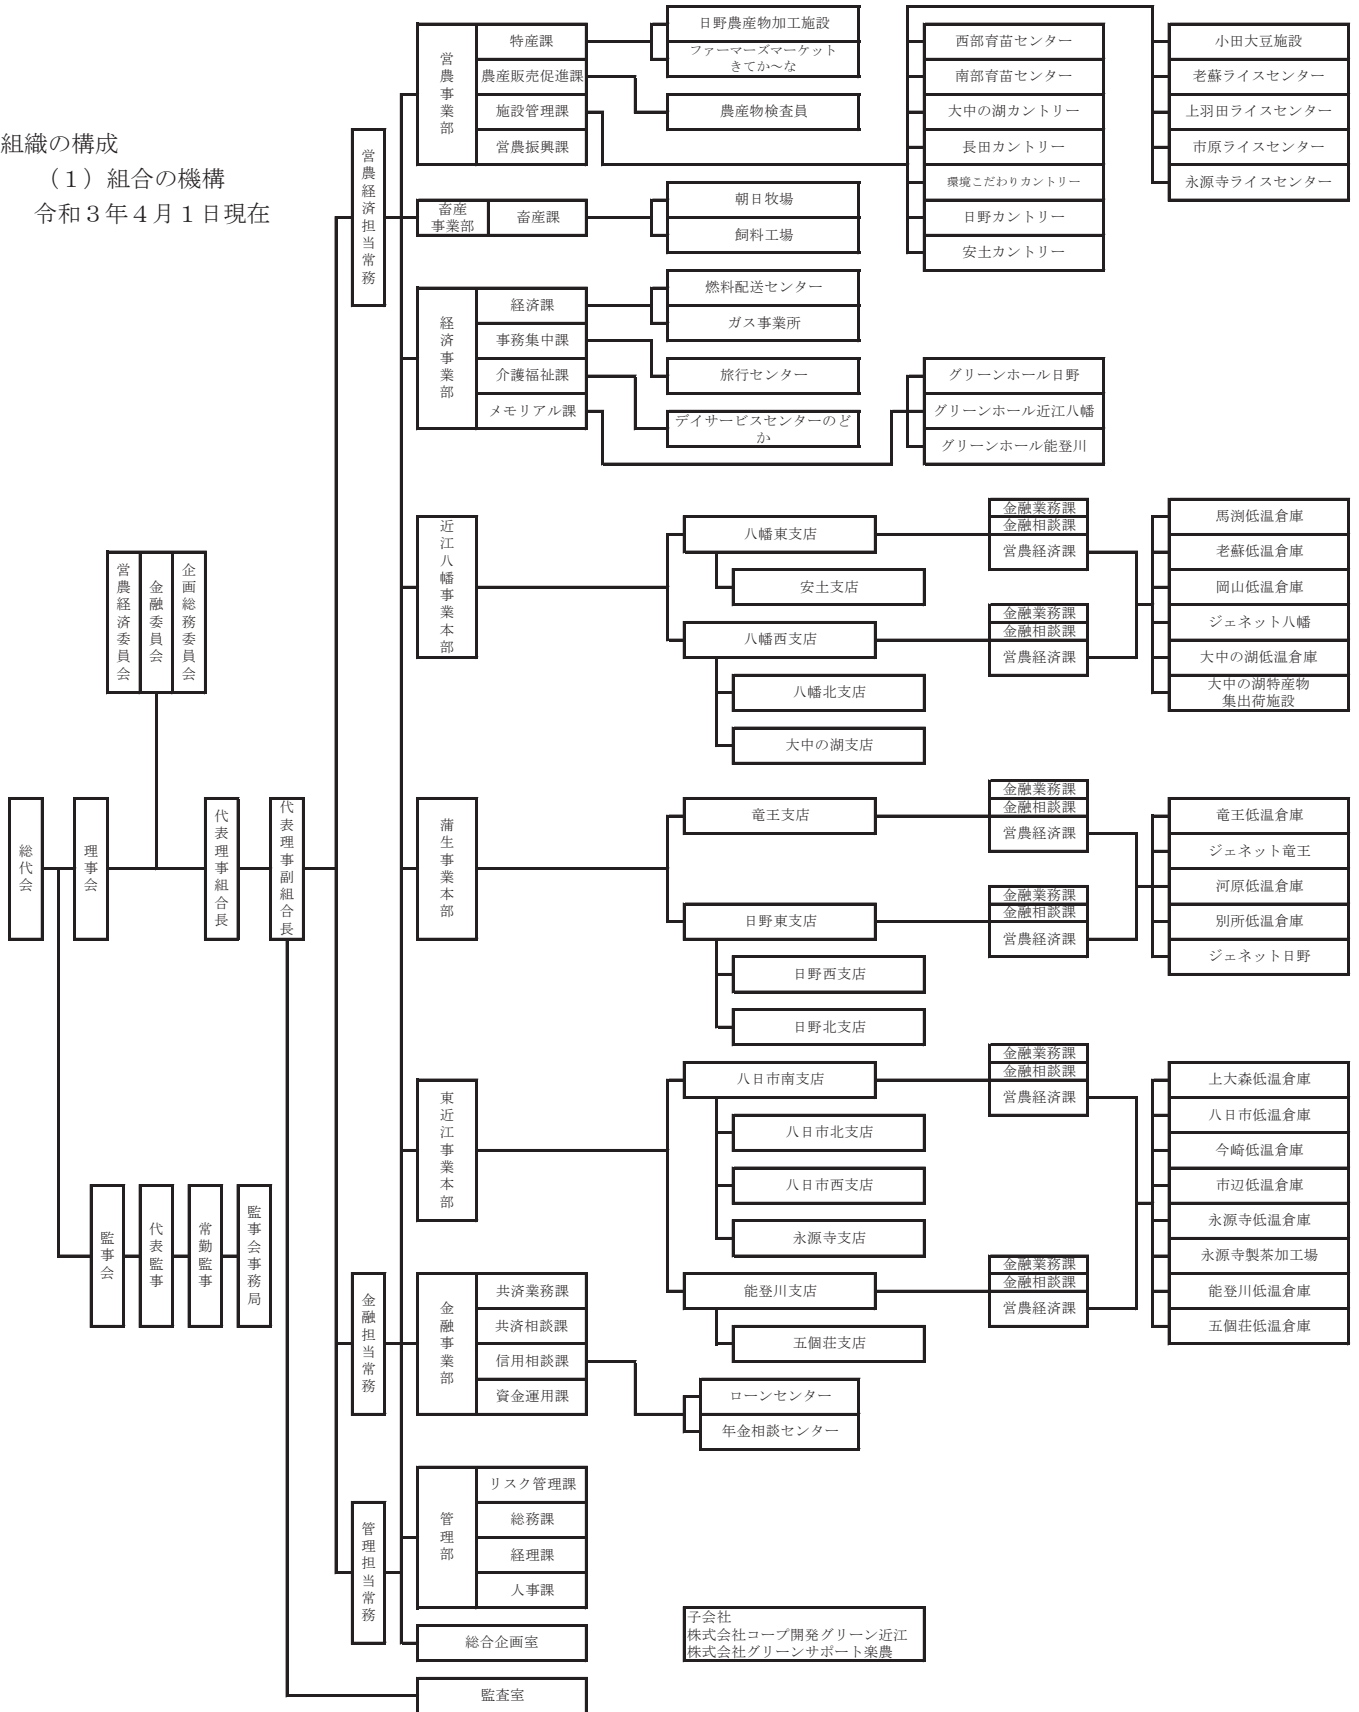 組織の構成
（１）組合の機構
令和３年４月１日現在
総代会
理事会
営農経済委員会
金融委員会
企画総務委員会
代表理事組合長
代表理事副組合長
監事会
代表監事
常勤監事
監事会事務局
営農経済担当常務
営農事業部
特産課
農産販売促進課
施設管理課
営農振興課
日野農産物加工施設
ファーマーズマーケット
きてか〜な
農産物検査員
西部育苗センター
南部育苗センター
大中の湖カントリー
長田カントリー
環境こだわりカントリー
日野カントリー
安土カントリー
小田大豆施設
老蘇ライスセンター
上羽田ライスセンター
市原ライスセンター
永源寺ライスセンター
畜産
事業部
畜産課
朝日牧場
飼料工場
経済事業部
経済課
事務集中課
介護福祉課
メモリアル課
燃料配送センター
ガス事業所
旅行センター
デイサービスセンターのど
か
グリーンホール日野
グリーンホール近江八幡
グリーンホール能登川
近江八幡事業本部
八幡東支店
安土支店
八幡西支店
八幡北支店
大中の湖支店
金融業務課
金融相談課
営農経済課
金融業務課
金融相談課
営農経済課
馬渕低温倉庫
老蘇低温倉庫
岡山低温倉庫
ジェネット八幡
大中の湖低温倉庫
大中の湖特産物
集出荷施設
蒲生事業本部
竜王支店
日野東支店
日野西支店
日野北支店
金融業務課
金融相談課
営農経済課
金融業務課
金融相談課
営農経済課
竜王低温倉庫
ジェネット竜王
河原低温倉庫
別所低温倉庫
ジェネット日野
東近江事業本部
八日市南支店
八日市北支店
八日市西支店
永源寺支店
能登川支店
五個荘支店
金融業務課
金融相談課
営農経済課
金融業務課
金融相談課
営農経済課
上大森低温倉庫
八日市低温倉庫
今崎低温倉庫
市辺低温倉庫
永源寺低温倉庫
永源寺製茶加工場
能登川低温倉庫
五個荘低温倉庫
金融担当常務
金融事業部
共済業務課
共済相談課
信用相談課
資金運用課
ローンセンター
年金相談センター
管理担当常務
管理部
リスク管理課
総務課
経理課
人事課
総合企画室
監査室
子会社
株式会社コープ開発グリーン近江
株式会社グリーンサポート楽農